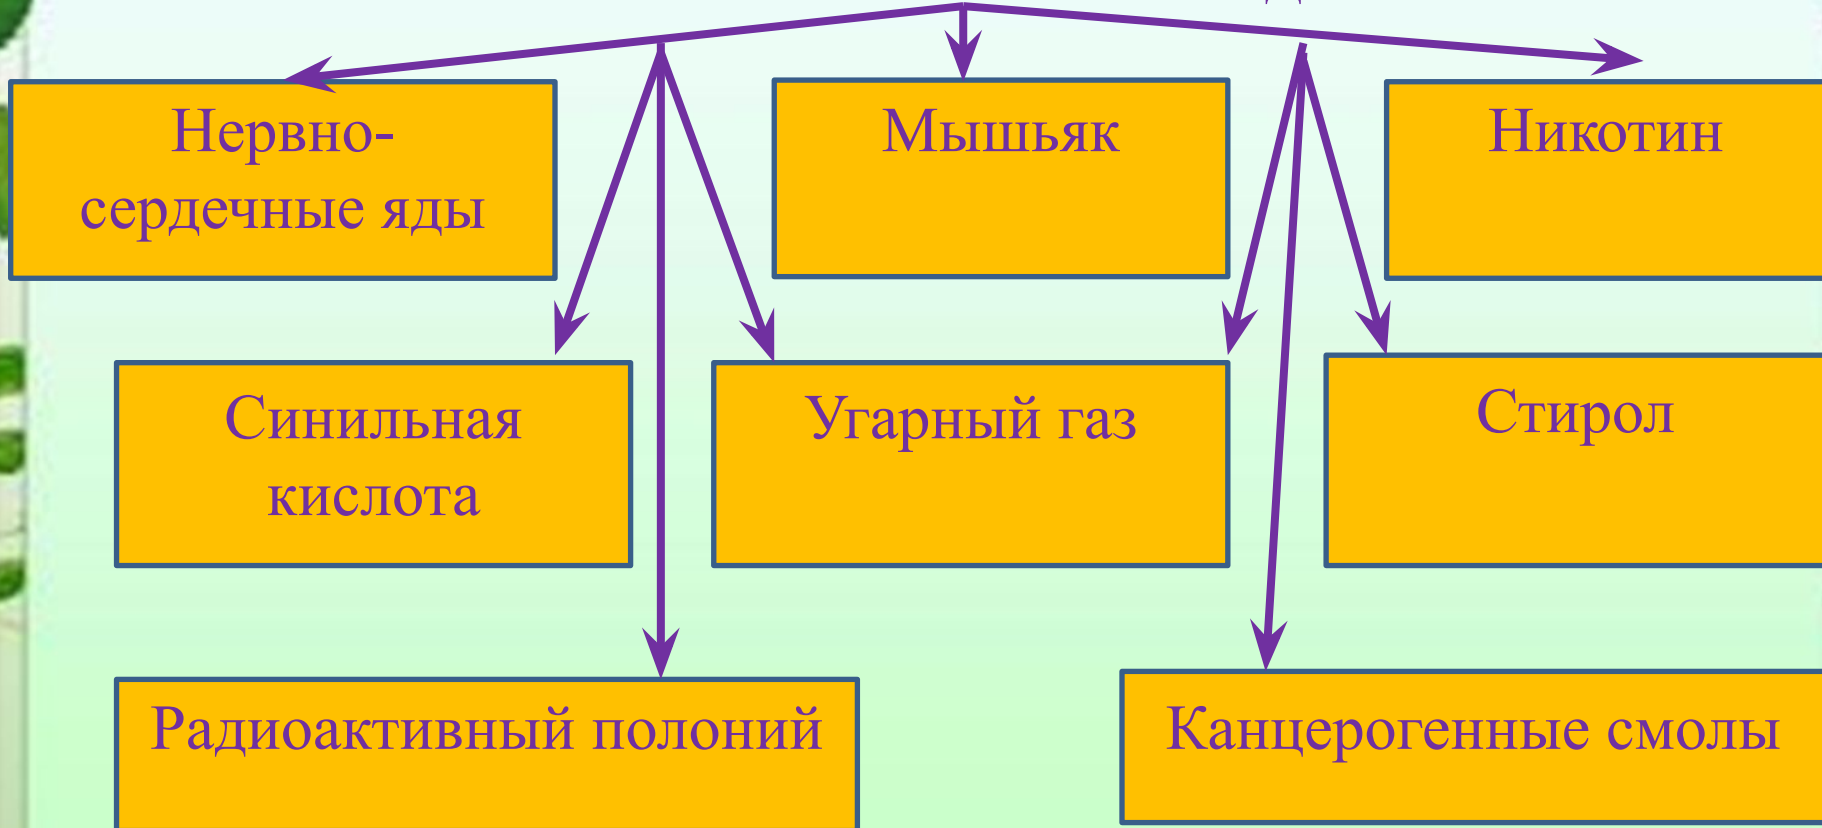 Нервно-
сердечные яды
Мышьяк
Никотин
Синильная
кислота
Угарный газ
Стирол
Радиоактивный полоний
Канцерогенные смолы